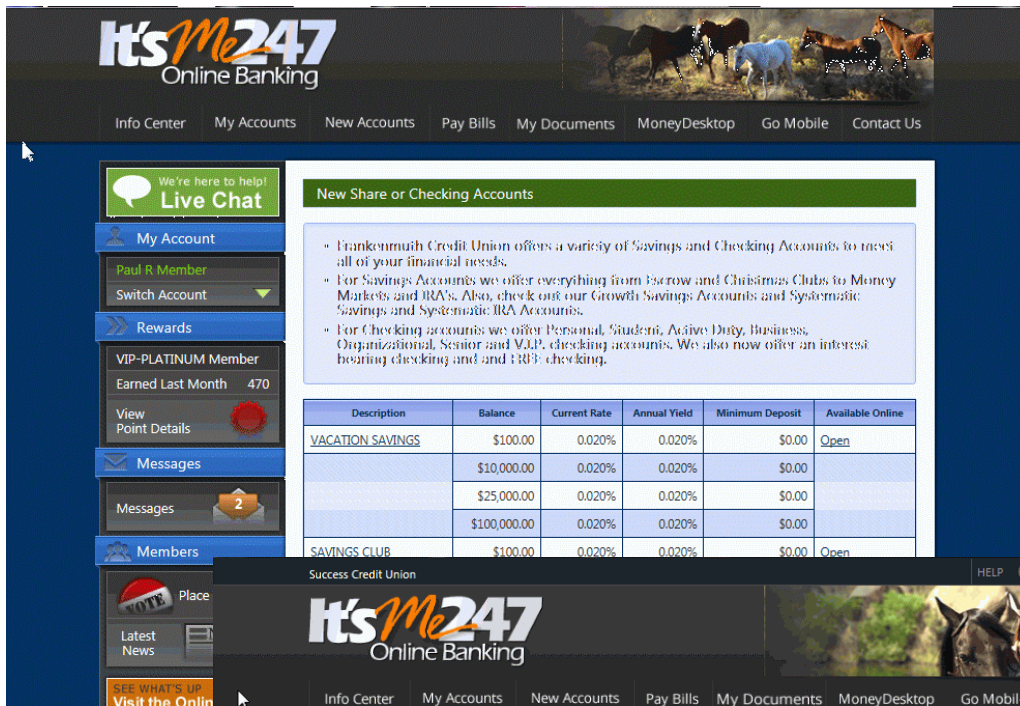 It's Me 247
Online Banking
Info Center My Accounts New Accounts Pay Bills My Documents MoneyDesktop Go Mobile Contact Us
We're here to help!
Live Chat
My Account
Paul R Member
Switch Account
Rewards
VIP-PLATINUM Member
Earned Last Month 470
View
Point Details
Messages
Messages 2
Members
VOTE Place
Latest
News
SEE WHAT'S UP
Visit the Onlin
New Share or Checking Accounts
• Frankenmuth Credit Union offers a variety of Savings and Checking Accounts to meet
all of your financial needs.
• For Savings Accounts we offer everything from Escrow and Christmas Clubs to Money
Markets and IRA's. Also, check out our Growth Savings Accounts and Systematic
Savings and Systematic IRA Accounts.
• For Checking accounts we offer Personal, Student, Active Duty, Business,
Organizational, Senior and V.I.P. checking accounts. We also now offer an interest
bearing checking and and FREE checking.
Description Balance Current Rate Annual Yield Minimum Deposit Available Online
VACATION SAVINGS $100.00 0.020% 0.020% $0.00 Open
$10,000.00 0.020% 0.020% $0.00
$25,000.00 0.020% 0.020% $0.00
$100,000.00 0.020% 0.020% $0.00
SAVINGS CLUB $100.00 0.020% 0.020% $0.00 Open
Success Credit Union HELP
It's Me 247
Online Banking
Info Center My Accounts New Accounts Pay Bills My Documents MoneyDesktop Go Mobil